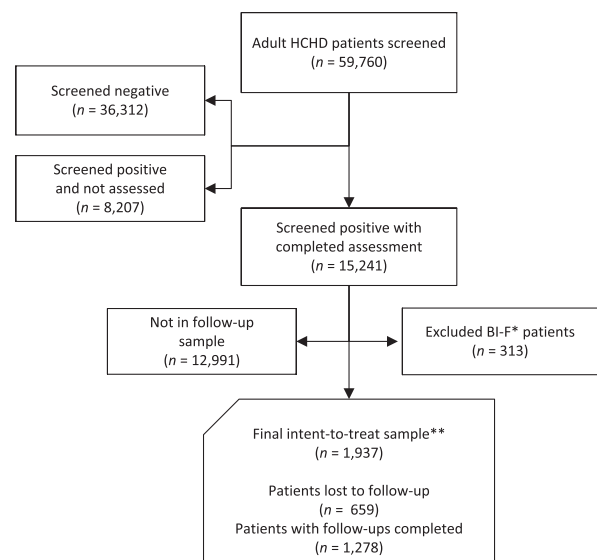 Adult HCHD patients screened
(n = 59,760)
Screened negative
(n = 36,312)
Screened positive
and not assessed
(n = 8,207)
Screened positive with
completed assessment
(n = 15,241)
Not in follow-up
sample
(n = 12,991)
Excluded BI-F* patients
(n = 313)
Final intent-to-treat sample**
(n = 1,937)
Patients lost to follow-up
(n = 659)
Patients with follow-ups completed
(n = 1,278)